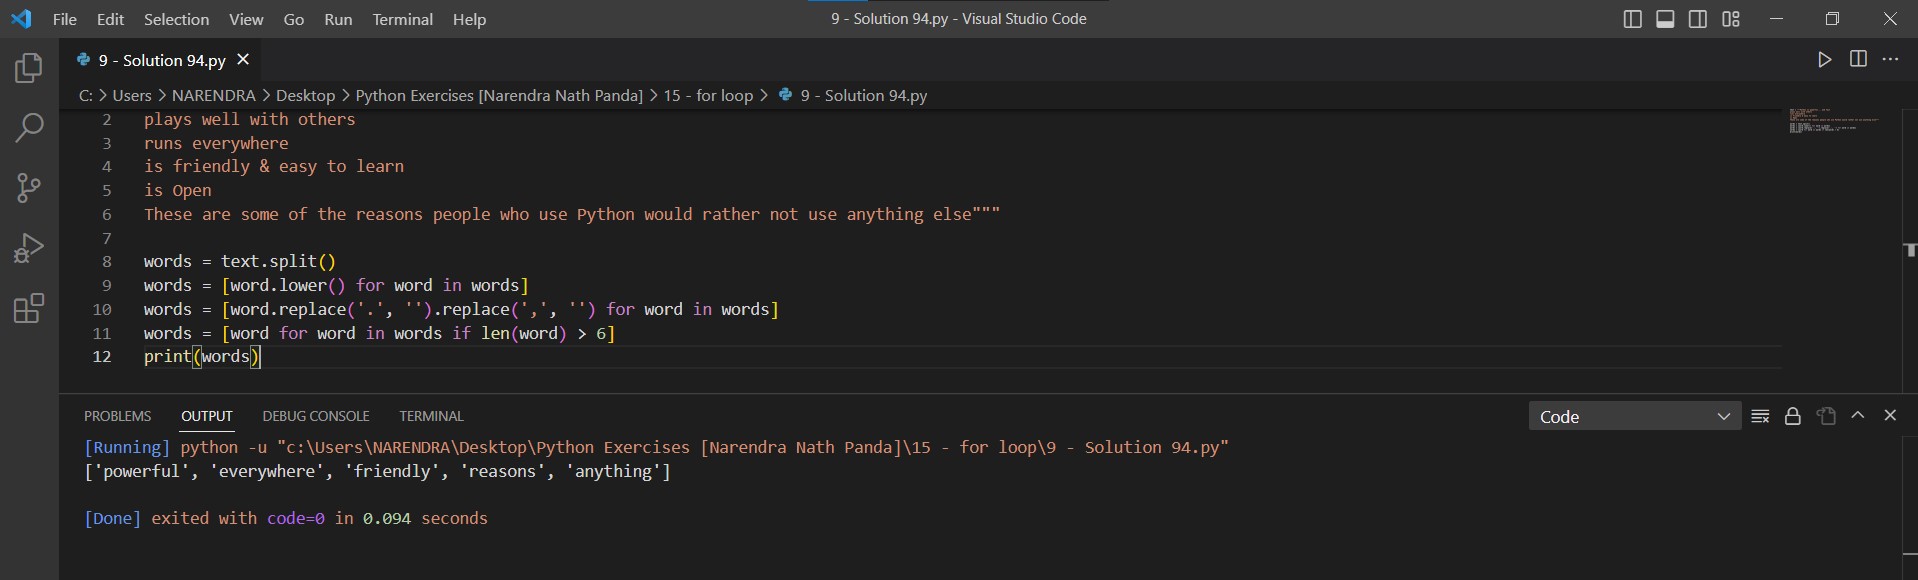 File Edit Selection View Go Run Terminal Help 9 - Solution 94.py - Visual Studio Code
9 - Solution 94.py
C: > Users > NARENDRA > Desktop > Python Exercises [Narendra Nath Panda] > 15 - for loop > 9 - Solution 94.py
2 plays well with others
3 runs everywhere
4 is friendly & easy to learn
5 is Open
6 These are some of the reasons people who use Python would rather not use anything else"""
7
8 words = text.split()
9 words = [word.lower() for word in words]
10 words = [word.replace('.', '').replace(',', '') for word in words]
11 words = [word for word in words if len(word) > 6]
12 print(words)
PROBLEMS OUTPUT DEBUG CONSOLE TERMINAL Code
[Running] python -u "c:\Users\NARENDRA\Desktop\Python Exercises [Narendra Nath Panda]\15 - for loop\9 - Solution 94.py"
['powerful', 'everywhere', 'friendly', 'reasons', 'anything']
[Done] exited with code=0 in 0.094 seconds